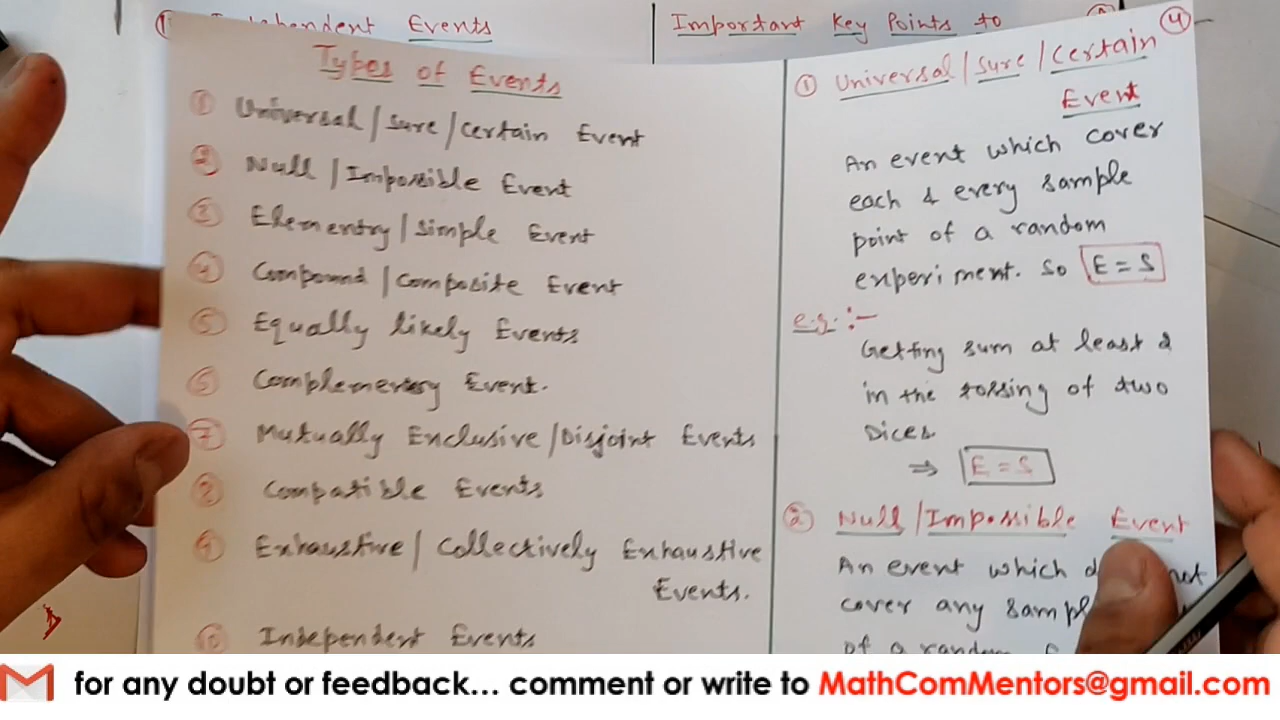 Independent Events
Important Key Points to
Types of Events
① Universal/Sure/Certain Event
② Null/Impossible Event
③ Elementry/Simple Event
④ Compound/Composite Event
⑤ Equally likely Events
⑥ Complementary Event.
⑦ Mutually Exclusive/Disjoint Events
⑧ Compatible Events
⑨ Exhaustive/Collectively Exhaustive
Events.
⑩ Independent Events
④
① Universal/Sure/Certain
Event
An event which cover
each & every sample
point of a random
experiment. So E = S
e.g. :-
Getting sum at least 2
in the tossing of two
Dices
⇒ E = S
② Null/Impossible Event
An event which not
cover any
of a
for any doubt or feedback... comment or write to MathComMentors@gmail.com